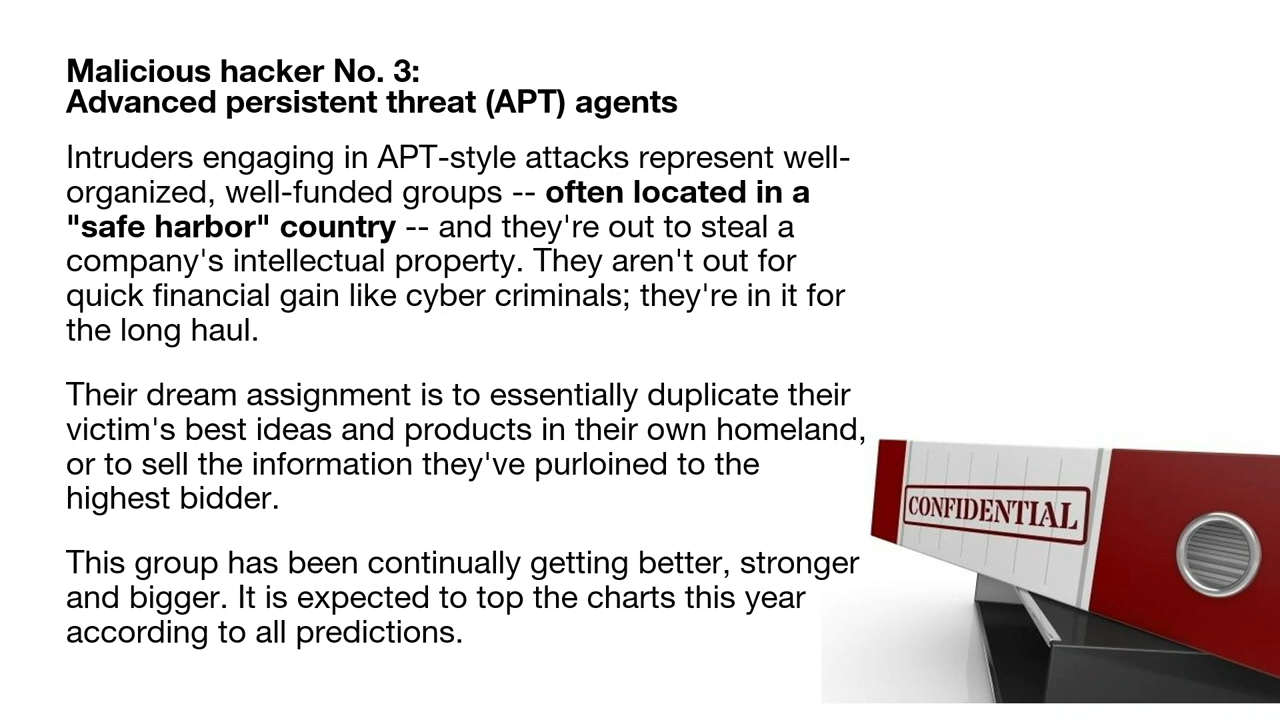 Malicious hacker No. 3:
Advanced persistent threat (APT) agents
Intruders engaging in APT-style attacks represent well-
organized, well-funded groups -- often located in a
"safe harbor" country -- and they're out to steal a
company's intellectual property. They aren't out for
quick financial gain like cyber criminals; they're in it for
the long haul.
Their dream assignment is to essentially duplicate their
victim's best ideas and products in their own homeland,
or to sell the information they've purloined to the
highest bidder.
This group has been continually getting better, stronger
and bigger. It is expected to top the charts this year
according to all predictions.
CONFIDENTIAL